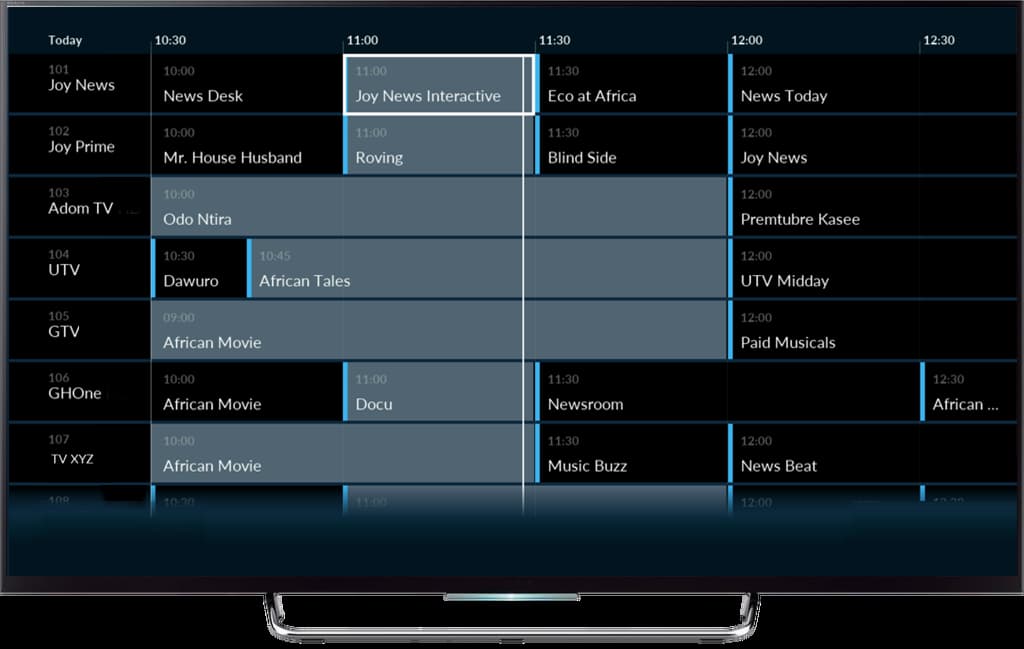 Today 10:30 11:00 11:30 12:00 12:30
101 10:00 11:00 11:30 12:00
Joy News News Desk Joy News Interactive Eco at Africa News Today
102 10:00 11:00 11:30 12:00
Joy Prime Mr. House Husband Roving Blind Side Joy News
103 10:00 12:00
Adom TV Odo Ntira Premtubre Kasee
104 10:30 10:45 12:00
UTV Dawuro African Tales UTV Midday
105 09:00 12:00
GTV African Movie Paid Musicals
106 10:00 11:00 11:30 12:30
GHOne African Movie Docu Newsroom African ...
107 10:00 11:30 12:00
TV XYZ African Movie Music Buzz News Beat
108 10:30 11:00 12:00 12:30